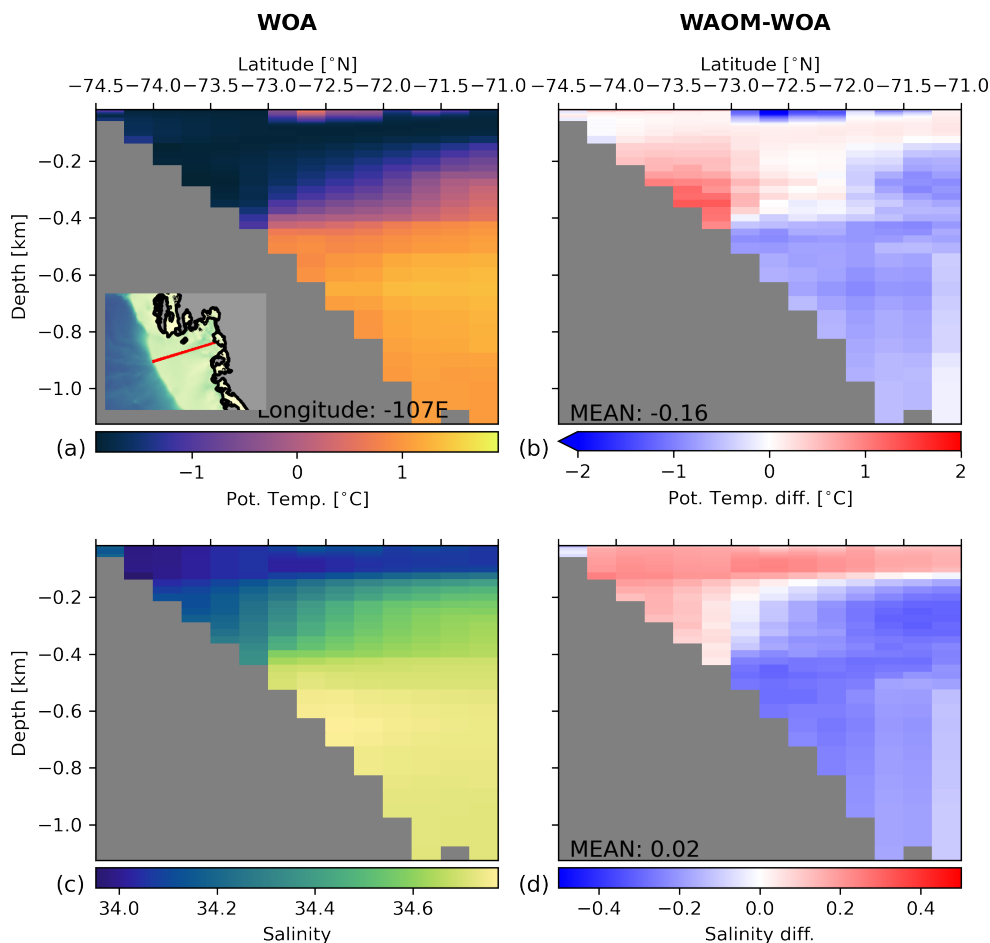 WOA
WAOM-WOA
Latitude [°N]
Latitude [°N]
−74.5 −74.0 −73.5 −73.0 −72.5 −72.0 −71.5 −71.0
−74.5 −74.0 −73.5 −73.0 −72.5 −72.0 −71.5 −71.0
Depth [km]
−0.2
−0.4
−0.6
−0.8
−1.0
Longitude: -107E
MEAN: -0.16
(a)
−1 0 1
Pot. Temp. [°C]
(b)
−2 −1 0 1 2
Pot. Temp. diff. [°C]
Depth [km]
−0.2
−0.4
−0.6
−0.8
−1.0
MEAN: 0.02
(c)
34.0 34.2 34.4 34.6
Salinity
(d)
−0.4 −0.2 0.0 0.2 0.4
Salinity diff.